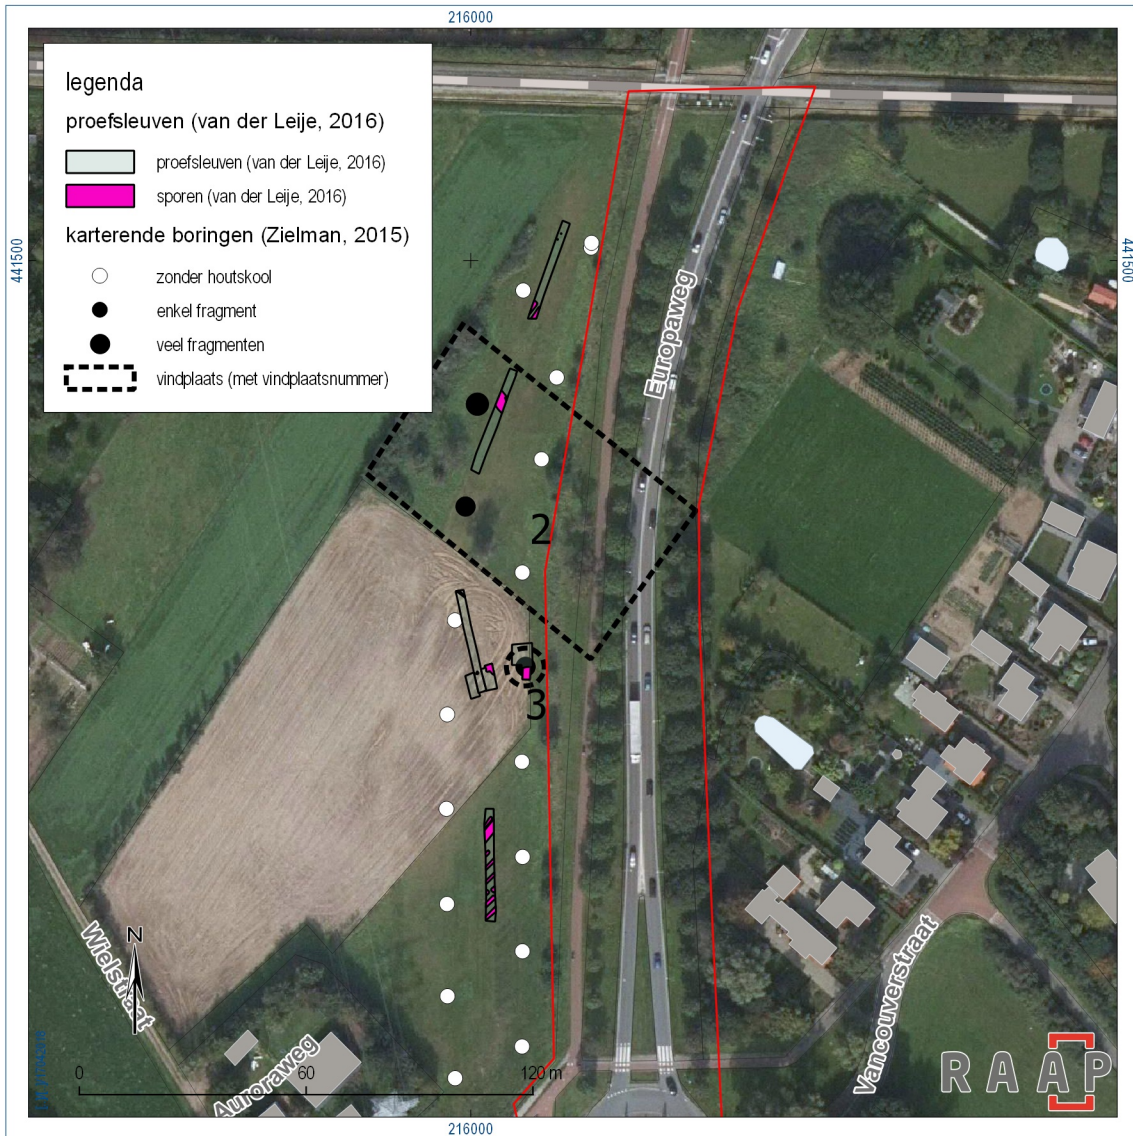 216000
legenda
proefsleuven (van der Leije, 2016)
proefsleuven (van der Leije, 2016)
sporen (van der Leije, 2016)
karterende boringen (Zielman, 2015)
zonder houtskool
enkel fragment
veel fragmenten
vindplaats (met vindplaatsnummer)
441500
441500
Europaweg
2
3
Wielstraat
N
Vancouverstraat
Auroraweg
0 60 120 m
RAAP
216000